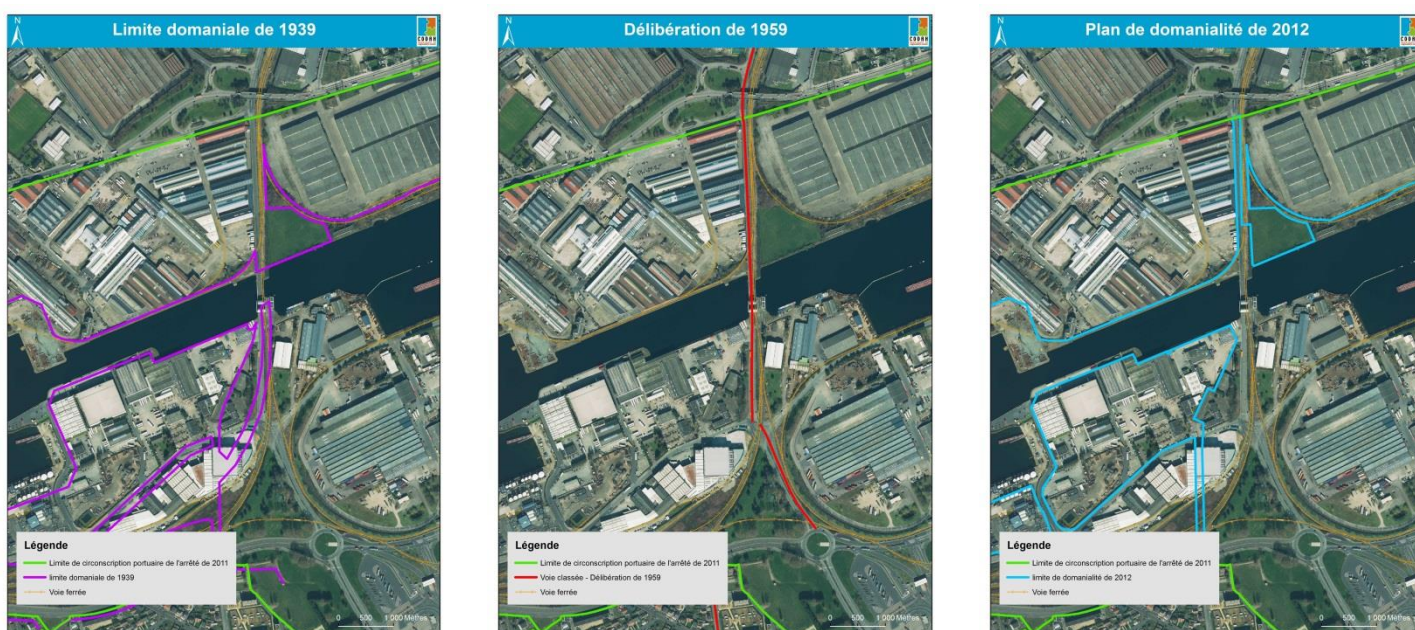 N
Limite domaniale de 1939
CODAH
Légende
Limite de circonscription portuaire de l'arrêté de 2011
limite domaniale de 1939
Voie ferrée
0 500 1 000 Mètres
N
Délibération de 1959
CODAH
Légende
Limite de circonscription portuaire de l'arrêté de 2011
Voie classée - Délibération de 1959
Voie ferrée
0 500 1 000 Mètres
N
Plan de domanialité de 2012
CODAH
Légende
Limite de circonscription portuaire de l'arrêté de 2011
limite de domanialité de 2012
Voie ferrée
0 500 1 000 Mètres